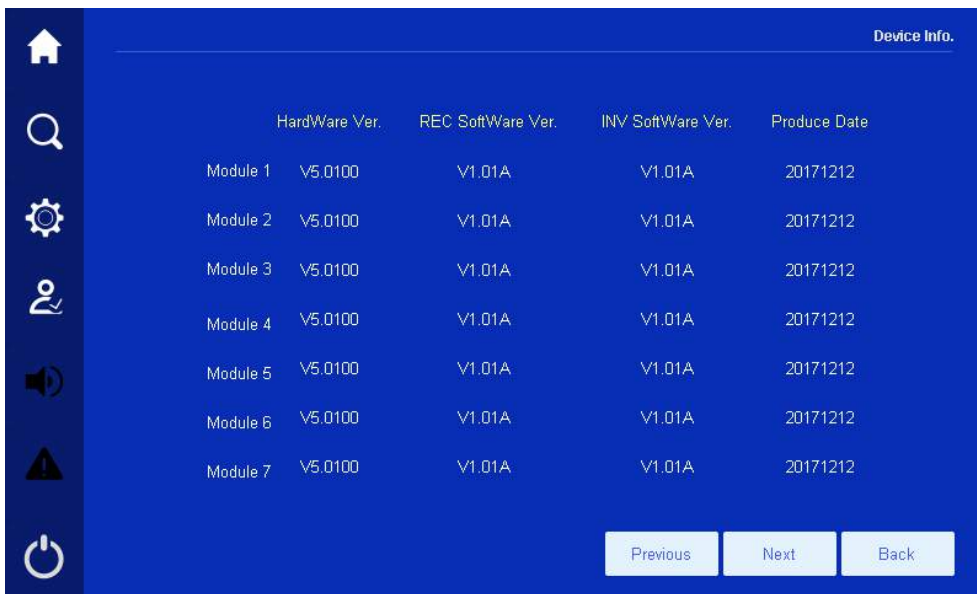 Device Info.
HardWare Ver. REC SoftWare Ver. INV SoftWare Ver. Produce Date
Module 1 V5.0100 V1.01A V1.01A 20171212
Module 2 V5.0100 V1.01A V1.01A 20171212
Module 3 V5.0100 V1.01A V1.01A 20171212
Module 4 V5.0100 V1.01A V1.01A 20171212
Module 5 V5.0100 V1.01A V1.01A 20171212
Module 6 V5.0100 V1.01A V1.01A 20171212
Module 7 V5.0100 V1.01A V1.01A 20171212
Previous Next Back